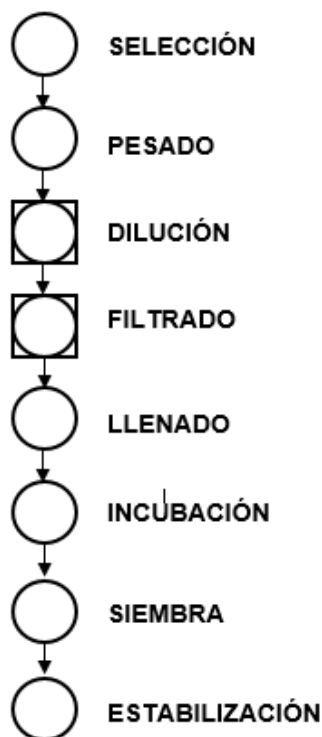 SELECCIÓN
PESADO
DILUCIÓN
FILTRADO
LLENADO
INCUBACIÓN
SIEMBRA
ESTABILIZACIÓN